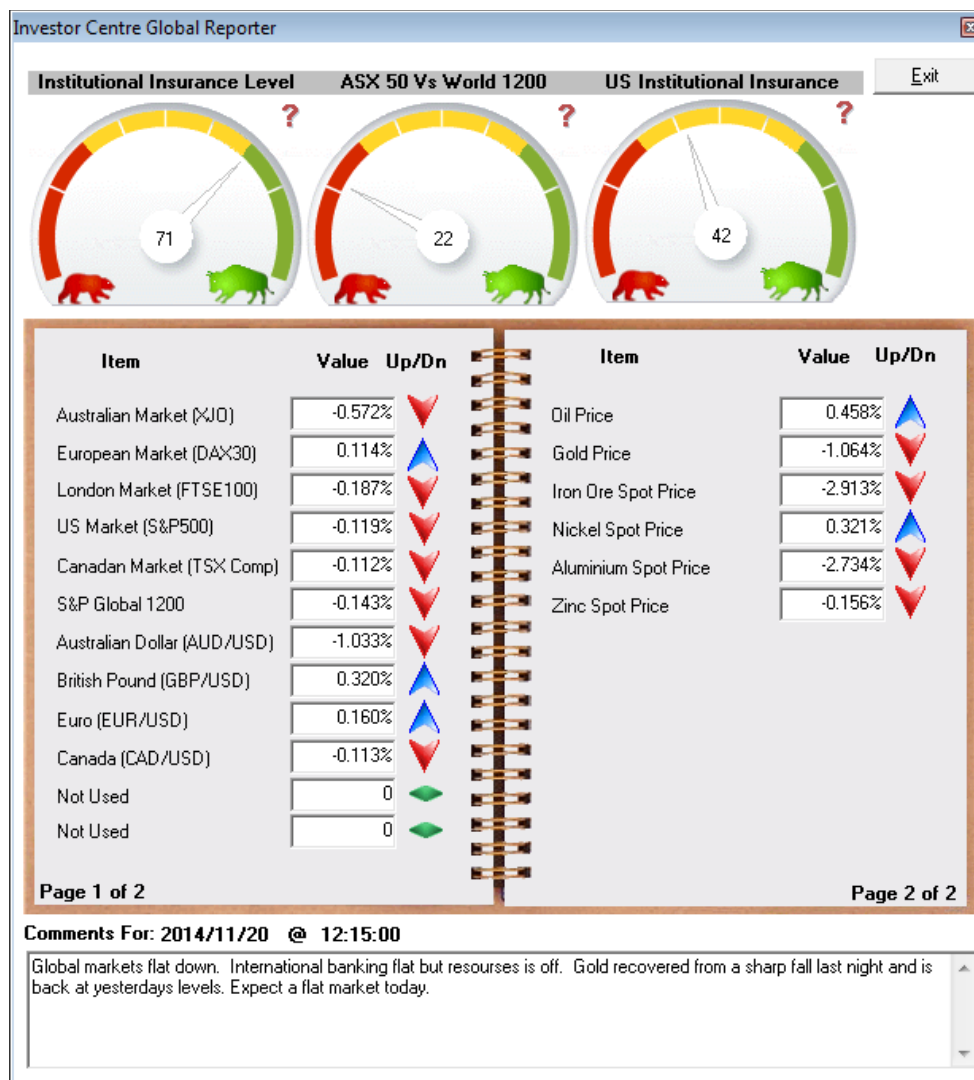 Investor Centre Global Reporter
Institutional Insurance Level ASX 50 Vs World 1200 US Institutional Insurance Exit
? ? ?
71 22 42
Item Value Up/Dn
Australian Market (XJO) -0.572%
European Market (DAX30) 0.114%
London Market (FTSE100) -0.187%
US Market (S&P500) -0.119%
Canadan Market (TSX Comp) -0.112%
S&P Global 1200 -0.143%
Australian Dollar (AUD/USD) -1.033%
British Pound (GBP/USD) 0.320%
Euro (EUR/USD) 0.160%
Canada (CAD/USD) -0.113%
Not Used 0
Not Used 0
Page 1 of 2
Item Value Up/Dn
Oil Price 0.458%
Gold Price -1.064%
Iron Ore Spot Price -2.913%
Nickel Spot Price 0.321%
Aluminium Spot Price -2.734%
Zinc Spot Price -0.156%
Page 2 of 2
Comments For: 2014/11/20 @ 12:15:00
Global markets flat down. International banking flat but resourses is off. Gold recovered from a sharp fall last night and is
back at yesterdays levels. Expect a flat market today.